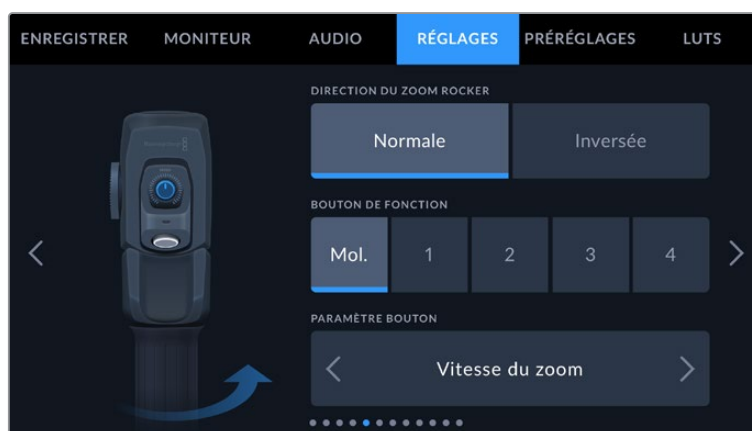 ENREGISTRER MONITEUR AUDIO RÉGLAGES PRÉRÉGLAGES LUTS
DIRECTION DU ZOOM ROCKER
Normale Inversée
BOUTON DE FONCTION
Mol. 1 2 3 4
PARAMÈTRE BOUTON
Vitesse du zoom